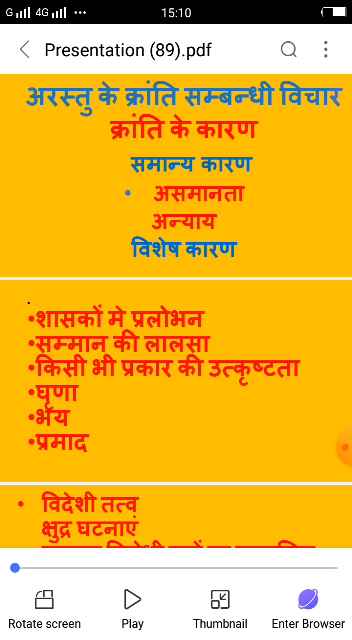 G 4G ••• 15:10
Presentation (89).pdf
अरस्तु के क्रांति सम्बन्धी विचार
क्रांति के कारण
समान्य कारण
• असमानता
अन्याय
विशेष कारण
.
•शासकों मे प्रलोभन
•सम्मान की लालसा
•किसी भी प्रकार की उत्कृष्टता
•घृणा
•भय
•प्रमाद
• विदेशी तत्व
क्षुद्र घटनाएं
Rotate screen Play Thumbnail Enter Browser